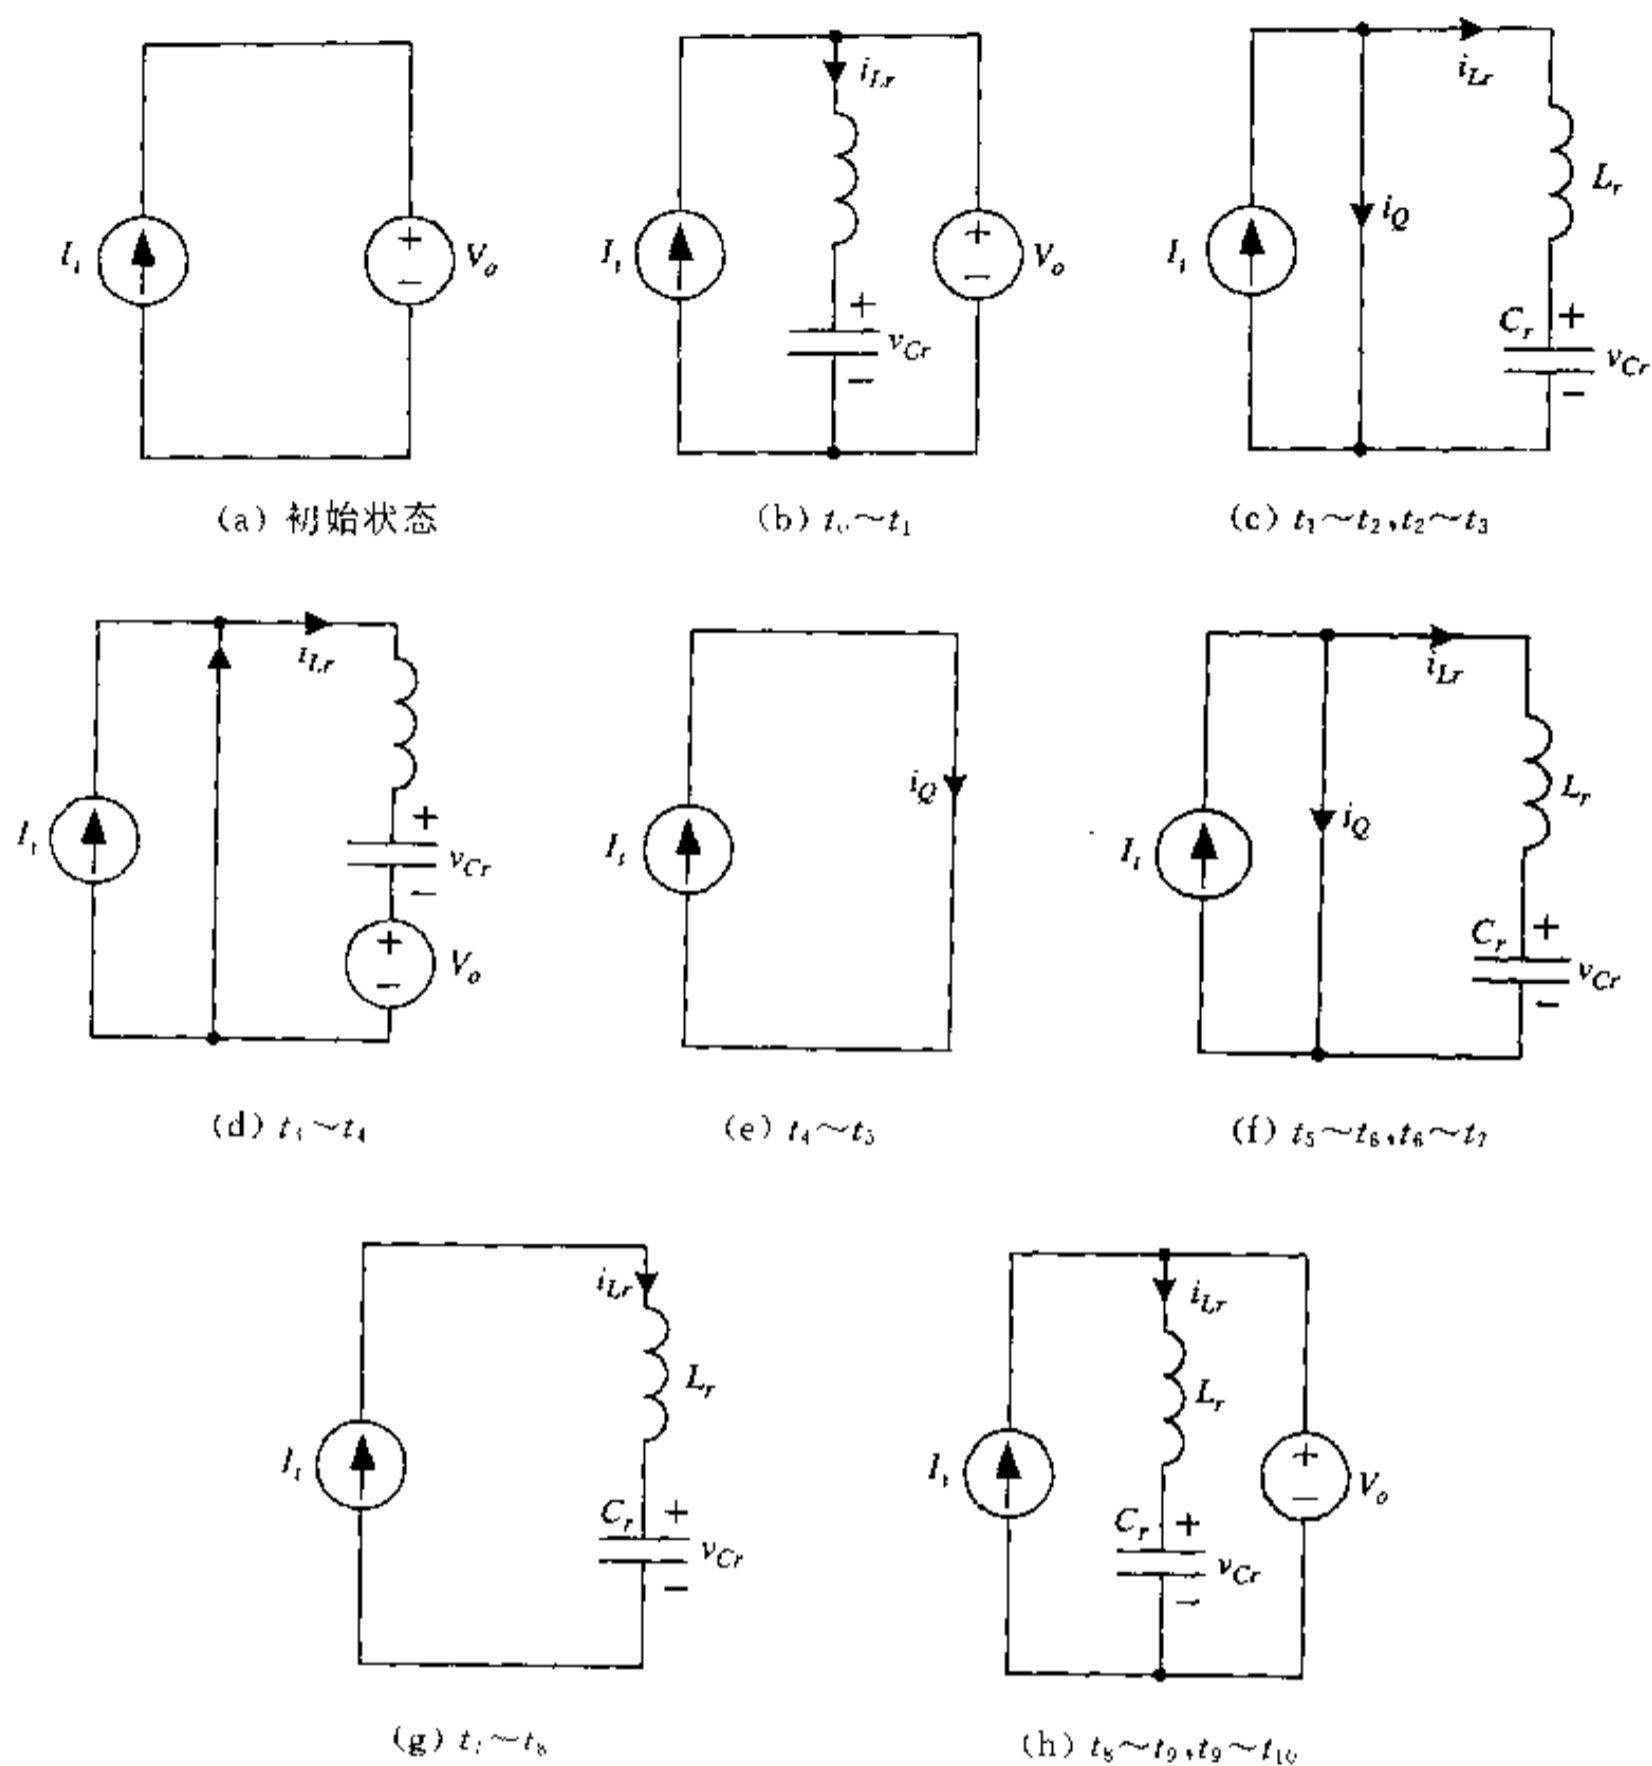 I_i
+
−
V_o
(a) 初始状态
i_Lr
I_i
+
v_Cr
−
+
−
V_o
(b) t_0~t_1
i_Lr
L_r
i_Q
I_i
C_r
+
v_Cr
−
(c) t_1~t_2,t_2~t_3
i_Lr
I_i
+
v_Cr
−
+
−
V_o
(d) t_3~t_4
i_Q
I_i
(e) t_4~t_5
i_Lr
L_r
i_Q
I_i
C_r
+
v_Cr
−
(f) t_5~t_6,t_6~t_7
i_Lr
L_r
I_i
C_r
+
v_Cr
−
(g) t_7~t_8
i_Lr
L_r
I_i
C_r
+
v_Cr
−
+
−
V_o
(h) t_8~t_9,t_9~t_10